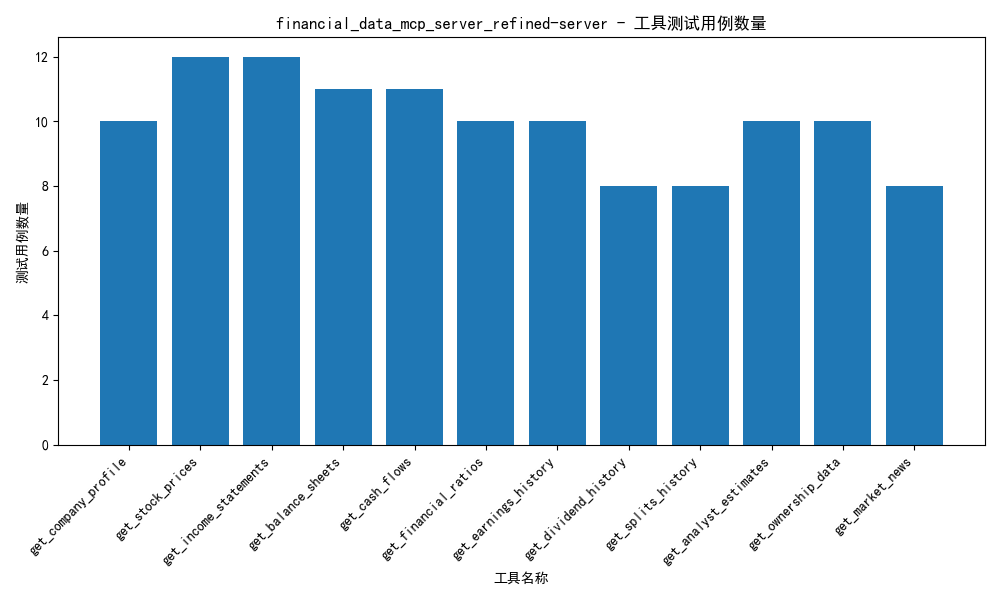 financial_data_mcp_server_refined-server - 工具测试用例数量
测试用例数量
12
10
8
6
4
2
0
get_company_profile
get_stock_prices
get_income_statements
get_balance_sheets
get_cash_flows
get_financial_ratios
get_earnings_history
get_dividend_history
get_splits_history
get_analyst_estimates
get_ownership_data
get_market_news
工具名称